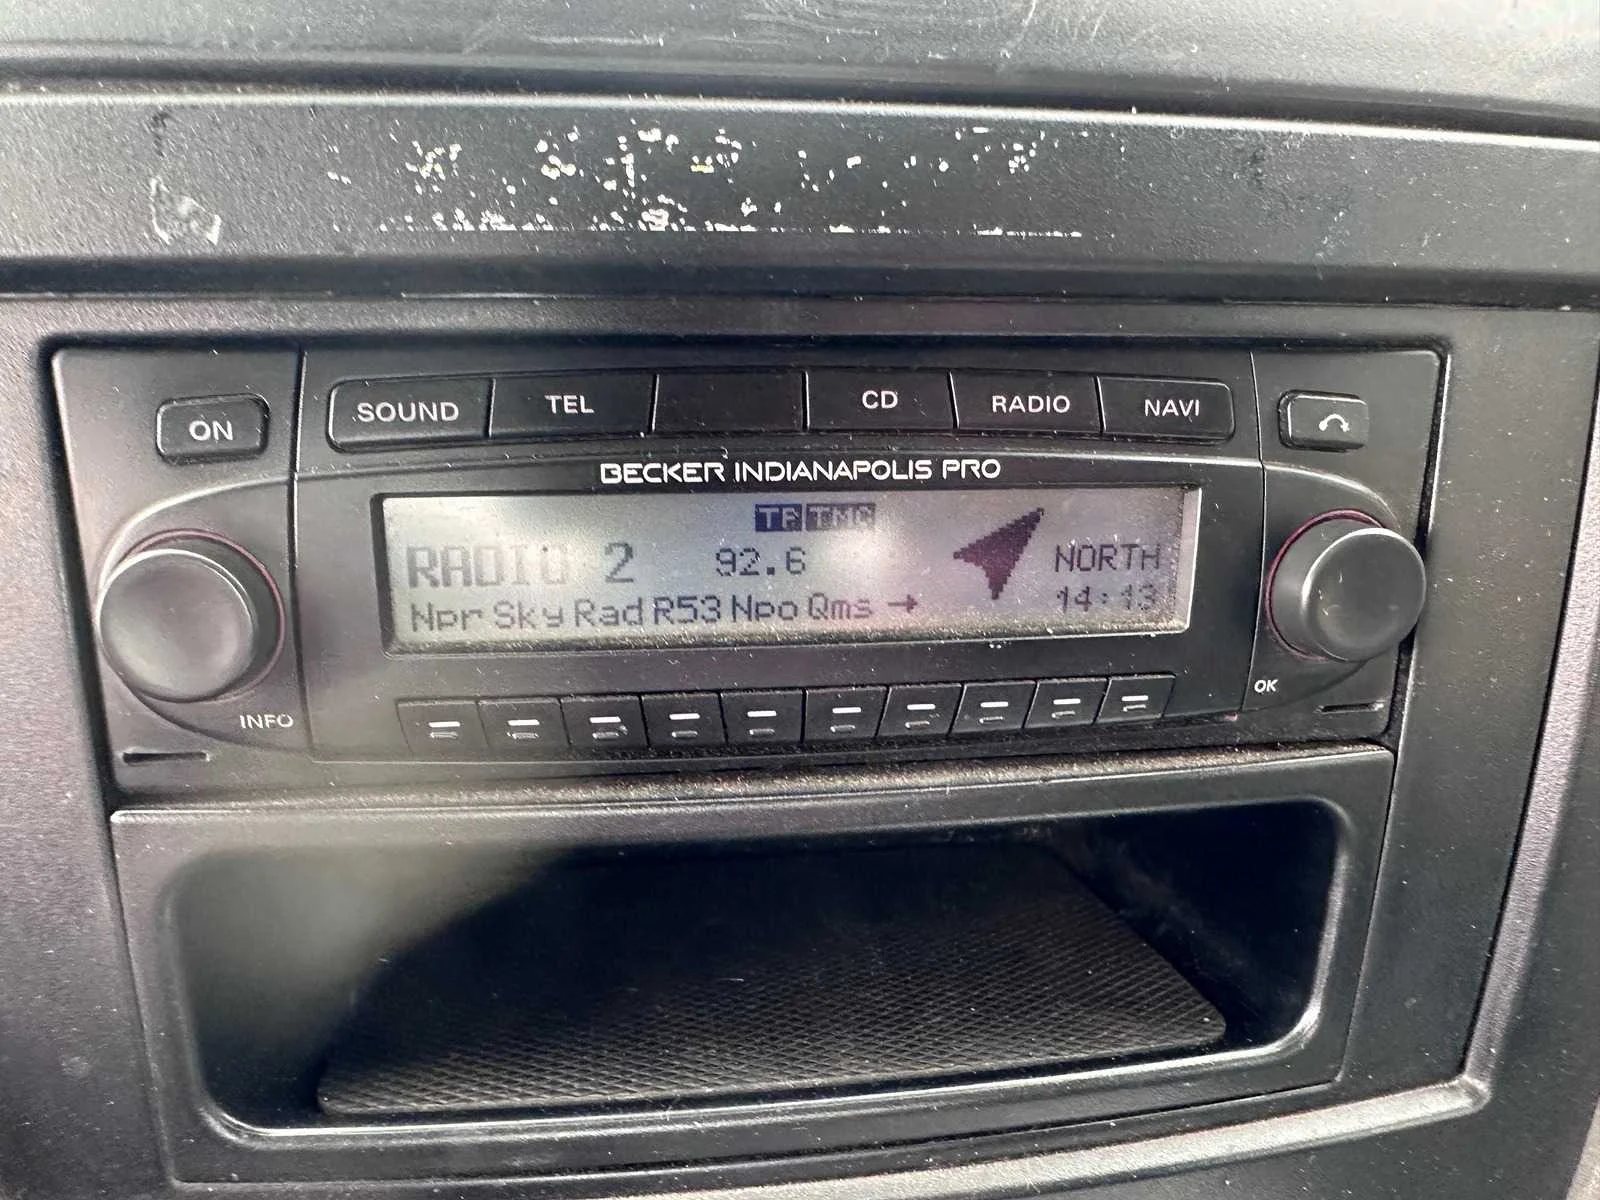 ON SOUND TEL CD RADIO NAVI
BECKER INDIANAPOLIS PRO
TP TMC
RADIO 2 92.6 NORTH
Npr Sky Rad R53 Npo Qms → 14:13
INFO OK